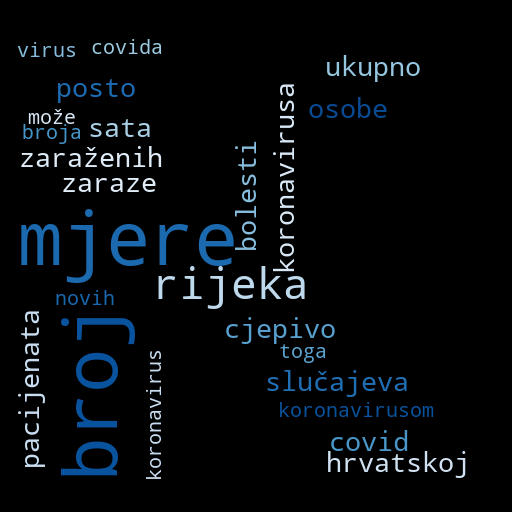 virus
covida
ukupno
posto
osobe
može
broja
sata
koronavirusa
bolesti
zaraženih
zaraze
mjere
rijeka
novih
cjepivo
toga
broj
pacijenata
koronavirus
slučajeva
koronavirusom
covid
hrvatskoj